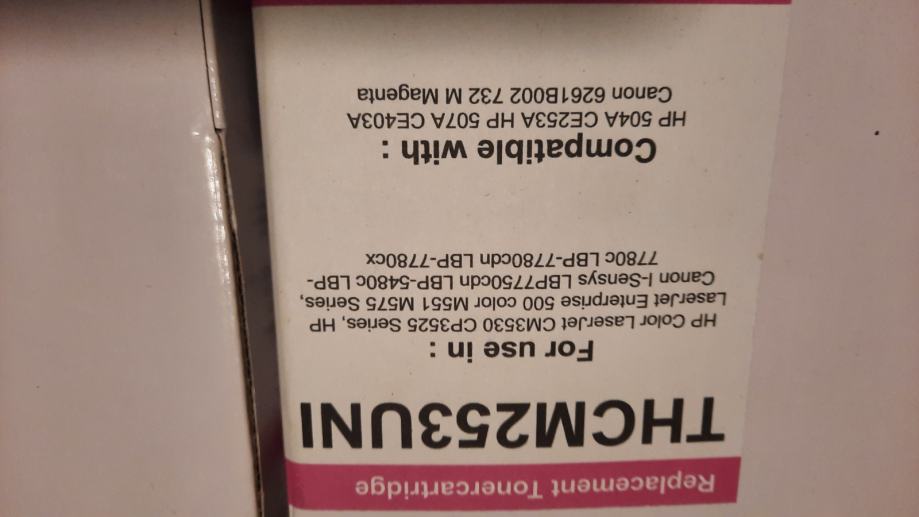 Replacement Tonercartridge
THCM253UNI
For use in :
HP Color LaserJet CM3530 CP3525 Series, HP
LaserJet Enterprise 500 color M551 M575 Series,
Canon I-Sensys LBP7750cdn LBP-5480c LBP-
7780c LBP-7780cdn LBP-7780cx
Compatible with :
HP 504A CE253A HP 507A CE403A
Canon 6261B002 732 M Magenta